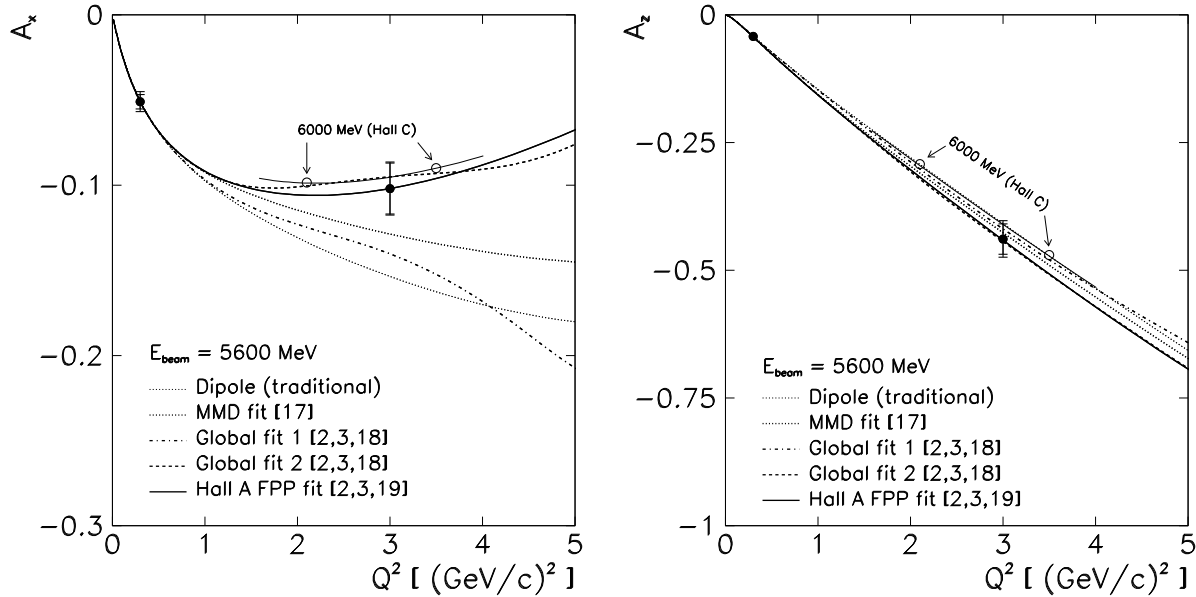 Aₓ
0
−0.1
−0.2
−0.3
6000 MeV (Hall C)
E_beam = 5600 MeV
Dipole (traditional)
MMD fit [17]
Global fit 1 [2,3,18]
Global fit 2 [2,3,18]
Hall A FPP fit [2,3,19]
0 1 2 3 4 5
Q² [ (GeV/c)² ]
A_z
0
−0.25
−0.5
−0.75
−1
6000 MeV (Hall C)
E_beam = 5600 MeV
Dipole (traditional)
MMD fit [17]
Global fit 1 [2,3,18]
Global fit 2 [2,3,18]
Hall A FPP fit [2,3,19]
0 1 2 3 4 5
Q² [ (GeV/c)² ]